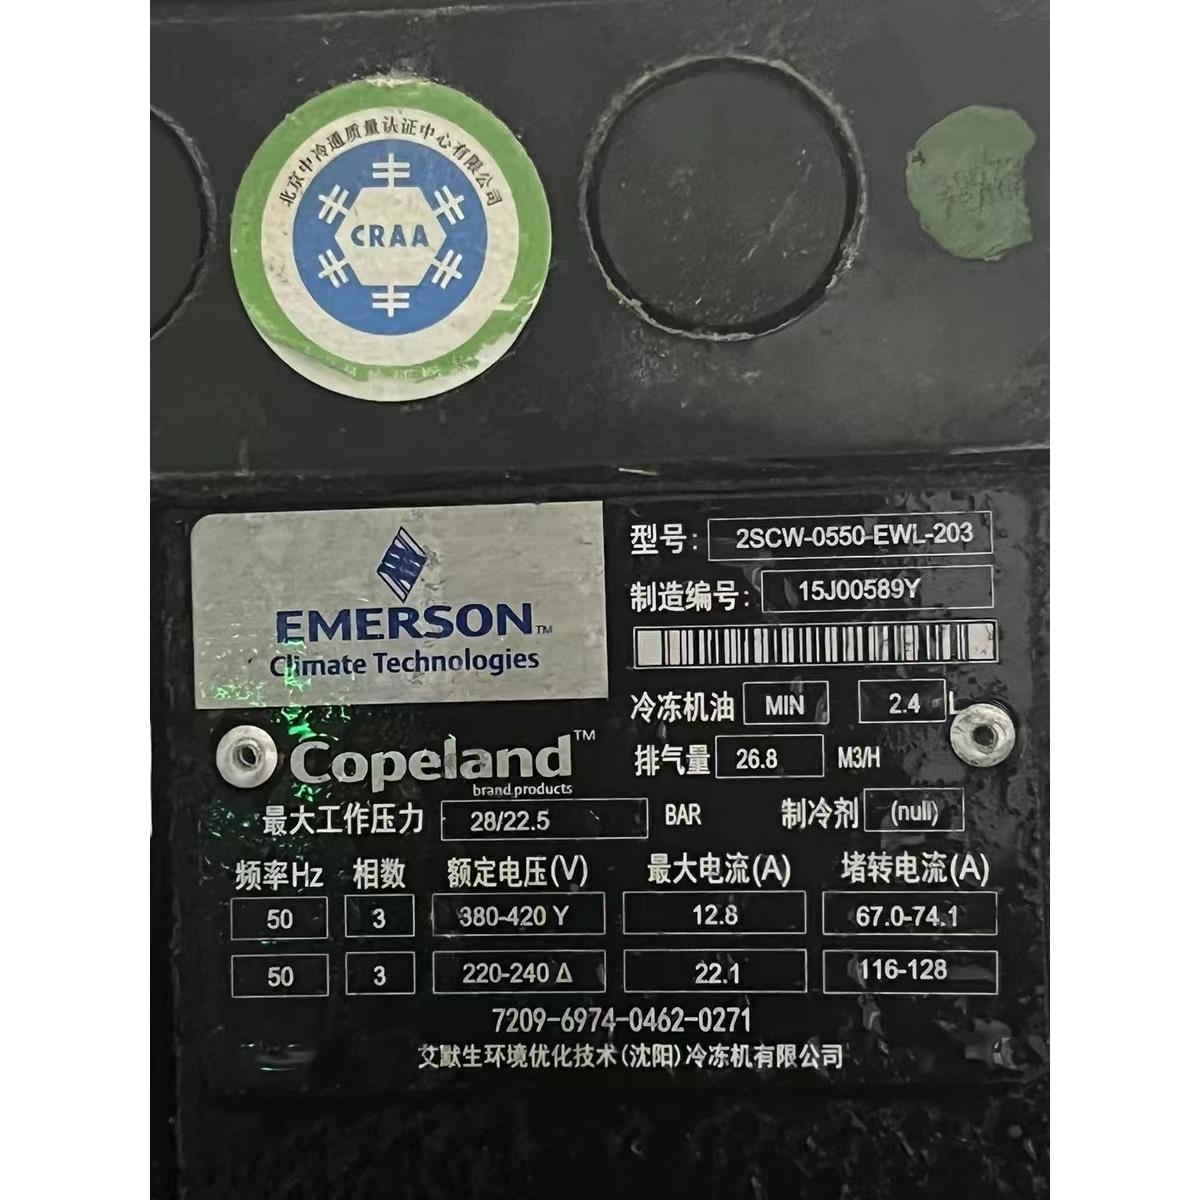 北京中冷通质量认证中心有限公司
CRAA
EMERSON™
Climate Technologies
Copeland™
brand products
型号: 2SCW-0550-EWL-203
制造编号: 15J00589Y
冷冻机油 MIN 2.4 L
排气量 26.8 M3/H
最大工作压力 28/22.5 BAR 制冷剂 (null)
频率Hz 相数 额定电压(V) 最大电流(A) 堵转电流(A)
50 3 380-420 Y 12.8 67.0-74.1
50 3 220-240 Δ 22.1 116-128
7209-6974-0462-0271
艾默生环境优化技术(沈阳)冷冻机有限公司